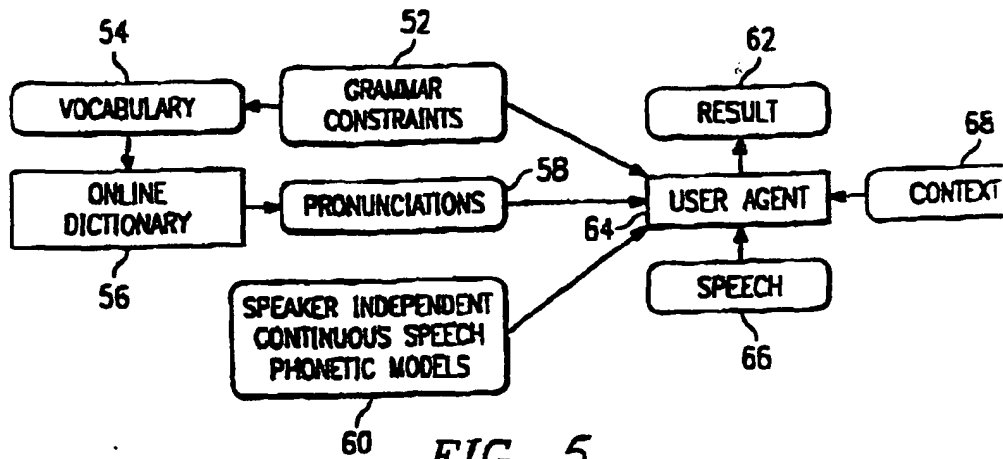 54
VOCABULARY
52
GRAMMAR
CONSTRAINTS
62
RESULT
68
CONTEXT
ONLINE
DICTIONARY
56
58
PRONUNCIATIONS
64
USER AGENT
SPEECH
66
SPEAKER INDEPENDENT
CONTINUOUS SPEECH
PHONETIC MODELS
60
FIG. 5